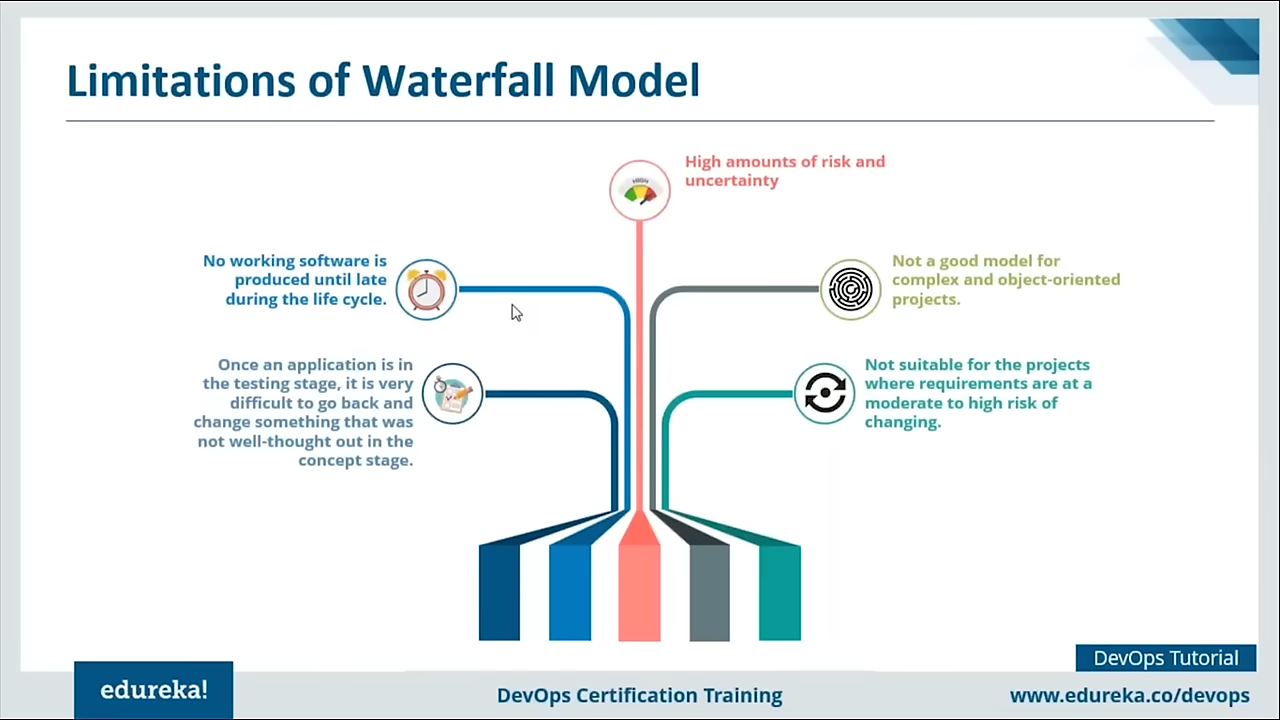 Limitations of Waterfall Model
High amounts of risk and
uncertainty
HIGH
No working software is
produced until late
during the life cycle.
Not a good model for
complex and object-oriented
projects.
Once an application is in
the testing stage, it is very
difficult to go back and
change something that was
not well-thought out in the
concept stage.
Not suitable for the projects
where requirements are at a
moderate to high risk of
changing.
DevOps Tutorial
edureka!
DevOps Certification Training
www.edureka.co/devops